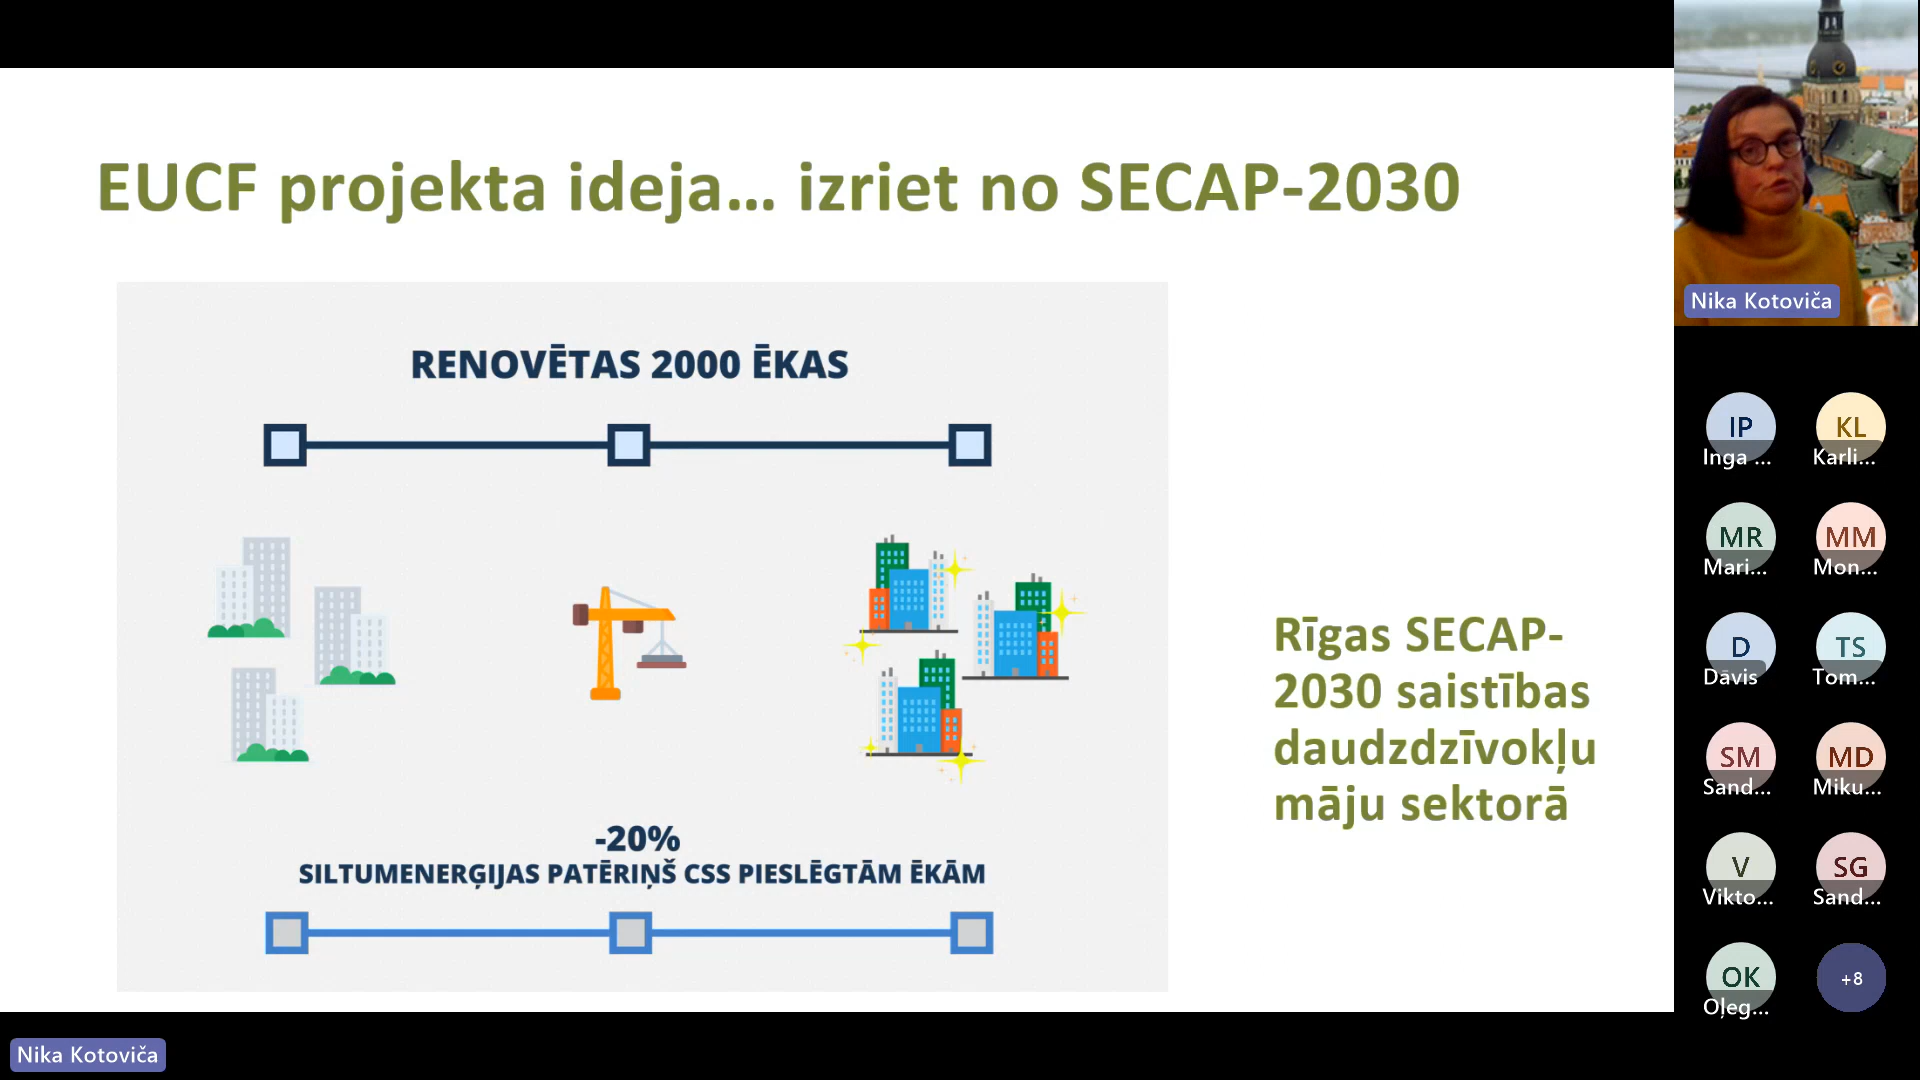 EUCF projekta ideja... izriet no SECAP-2030
RENOVĒTAS 2000 ĒKAS
-20%
SILTUMENERĢIJAS PATĒRIŅŠ CSS PIESLĒGTĀM ĒKĀM
Rīgas SECAP-
2030 saistības
daudzdzīvokļu
māju sektorā
Nika Kotoviča
IP
Inga ...
KL
Karli...
MR
Mari...
MM
Mon...
D
Dāvis
TS
Tom...
SM
Sand...
MD
Miku...
V
Vikto...
SG
Sand...
OK
Oļeg...
+8
Nika Kotoviča